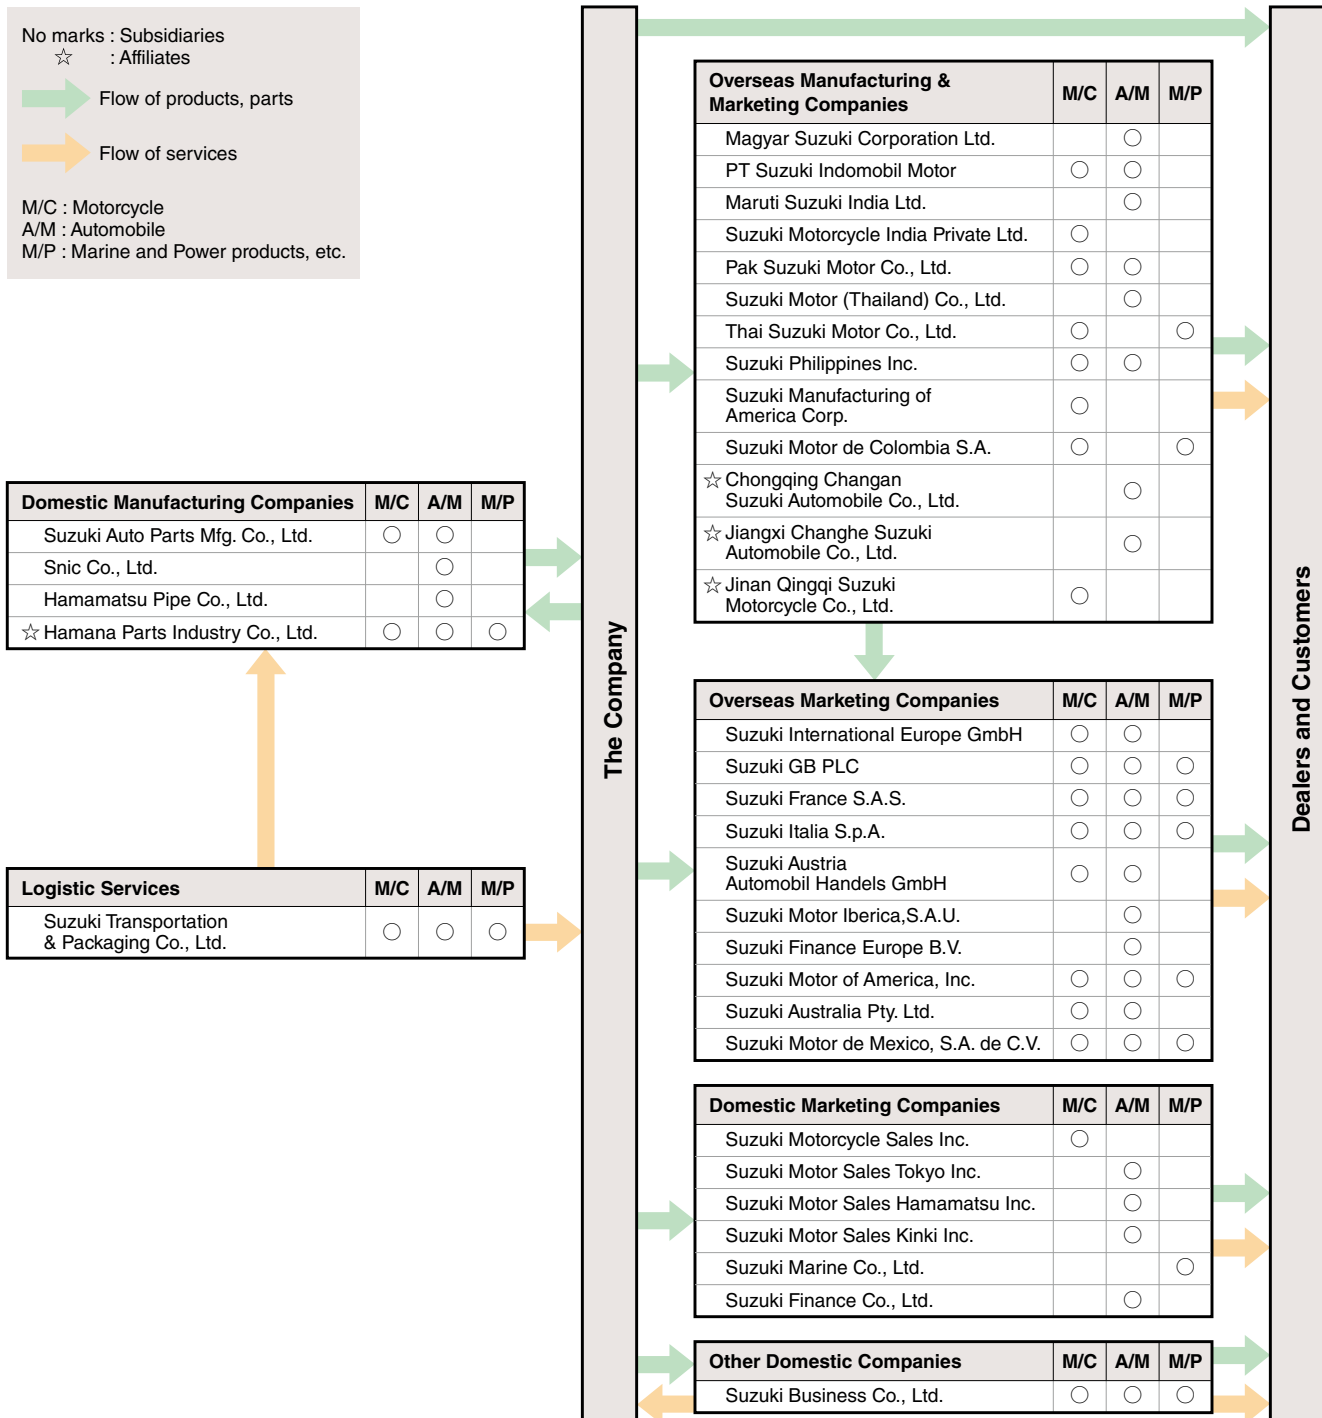 No marks : Subsidiaries
☆ : Affiliates
Flow of products, parts
Flow of services
M/C : Motorcycle
A/M : Automobile
M/P : Marine and Power products, etc.
Domestic Manufacturing Companies M/C A/M M/P
Suzuki Auto Parts Mfg. Co., Ltd. ○ ○
Snic Co., Ltd. ○
Hamamatsu Pipe Co., Ltd. ○
☆ Hamana Parts Industry Co., Ltd. ○ ○ ○
Logistic Services M/C A/M M/P
Suzuki Transportation
& Packaging Co., Ltd. ○ ○ ○
The Company
Overseas Manufacturing &
Marketing Companies M/C A/M M/P
Magyar Suzuki Corporation Ltd. ○
PT Suzuki Indomobil Motor ○ ○
Maruti Suzuki India Ltd. ○
Suzuki Motorcycle India Private Ltd. ○
Pak Suzuki Motor Co., Ltd. ○ ○
Suzuki Motor (Thailand) Co., Ltd. ○
Thai Suzuki Motor Co., Ltd. ○ ○
Suzuki Philippines Inc. ○ ○
Suzuki Manufacturing of
America Corp. ○
Suzuki Motor de Colombia S.A. ○ ○
☆ Chongqing Changan
Suzuki Automobile Co., Ltd. ○
☆ Jiangxi Changhe Suzuki
Automobile Co., Ltd. ○
☆ Jinan Qingqi Suzuki
Motorcycle Co., Ltd. ○
Overseas Marketing Companies M/C A/M M/P
Suzuki International Europe GmbH ○ ○
Suzuki GB PLC ○ ○ ○
Suzuki France S.A.S. ○ ○ ○
Suzuki Italia S.p.A. ○ ○ ○
Suzuki Austria
Automobil Handels GmbH ○ ○
Suzuki Motor Iberica,S.A.U. ○
Suzuki Finance Europe B.V. ○
Suzuki Motor of America, Inc. ○ ○ ○
Suzuki Australia Pty. Ltd. ○ ○
Suzuki Motor de Mexico, S.A. de C.V. ○ ○ ○
Domestic Marketing Companies M/C A/M M/P
Suzuki Motorcycle Sales Inc. ○
Suzuki Motor Sales Tokyo Inc. ○
Suzuki Motor Sales Hamamatsu Inc. ○
Suzuki Motor Sales Kinki Inc. ○
Suzuki Marine Co., Ltd. ○
Suzuki Finance Co., Ltd. ○
Other Domestic Companies M/C A/M M/P
Suzuki Business Co., Ltd. ○ ○ ○
Dealers and Customers